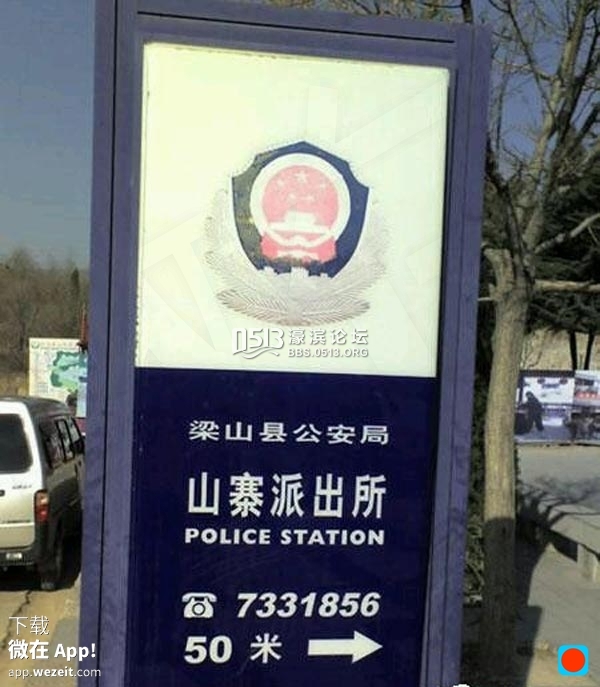 0513 濠滨论坛
BBS.0513.ORG
梁山县公安局
山寨派出所
POLICE STATION
☎ 7331856
50 米 →
下载
微在 App!
app.wezeit.com